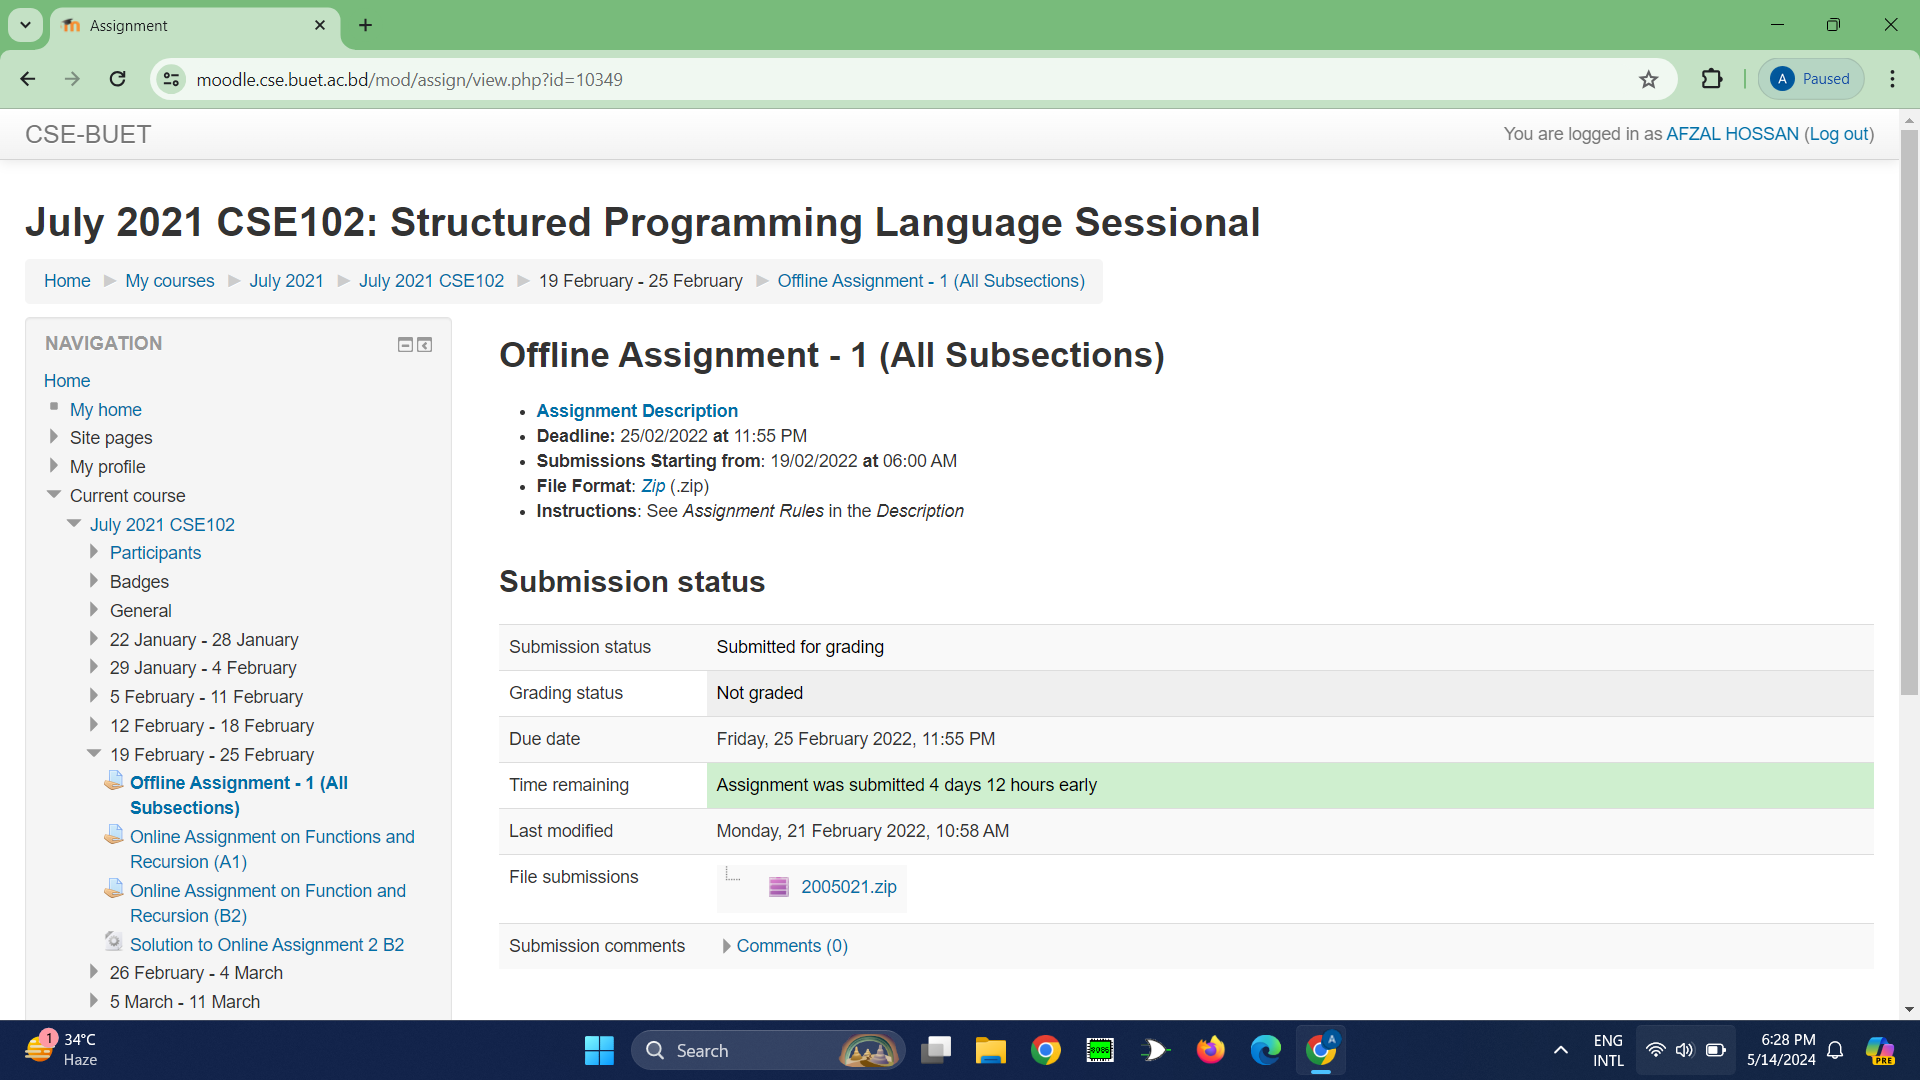 Assignment
moodle.cse.buet.ac.bd/mod/assign/view.php?id=10349
A Paused
CSE-BUET
You are logged in as AFZAL HOSSAN (Log out)
July 2021 CSE102: Structured Programming Language Sessional
Home ▶ My courses ▶ July 2021 ▶ July 2021 CSE102 ▶ 19 February - 25 February ▶ Offline Assignment - 1 (All Subsections)
NAVIGATION
Home
My home
Site pages
My profile
Current course
July 2021 CSE102
Participants
Badges
General
22 January - 28 January
29 January - 4 February
5 February - 11 February
12 February - 18 February
19 February - 25 February
Offline Assignment - 1 (All
Subsections)
Online Assignment on Functions and
Recursion (A1)
Online Assignment on Function and
Recursion (B2)
Solution to Online Assignment 2 B2
26 February - 4 March
5 March - 11 March
Offline Assignment - 1 (All Subsections)
• Assignment Description
• Deadline: 25/02/2022 at 11:55 PM
• Submissions Starting from: 19/02/2022 at 06:00 AM
• File Format: Zip (.zip)
• Instructions: See Assignment Rules in the Description
Submission status
Submission status Submitted for grading
Grading status Not graded
Due date Friday, 25 February 2022, 11:55 PM
Time remaining Assignment was submitted 4 days 12 hours early
Last modified Monday, 21 February 2022, 10:58 AM
File submissions 2005021.zip
Submission comments Comments (0)
1
34°C
Haze
Search
A
ENG
INTL
6:28 PM
5/14/2024
PRE